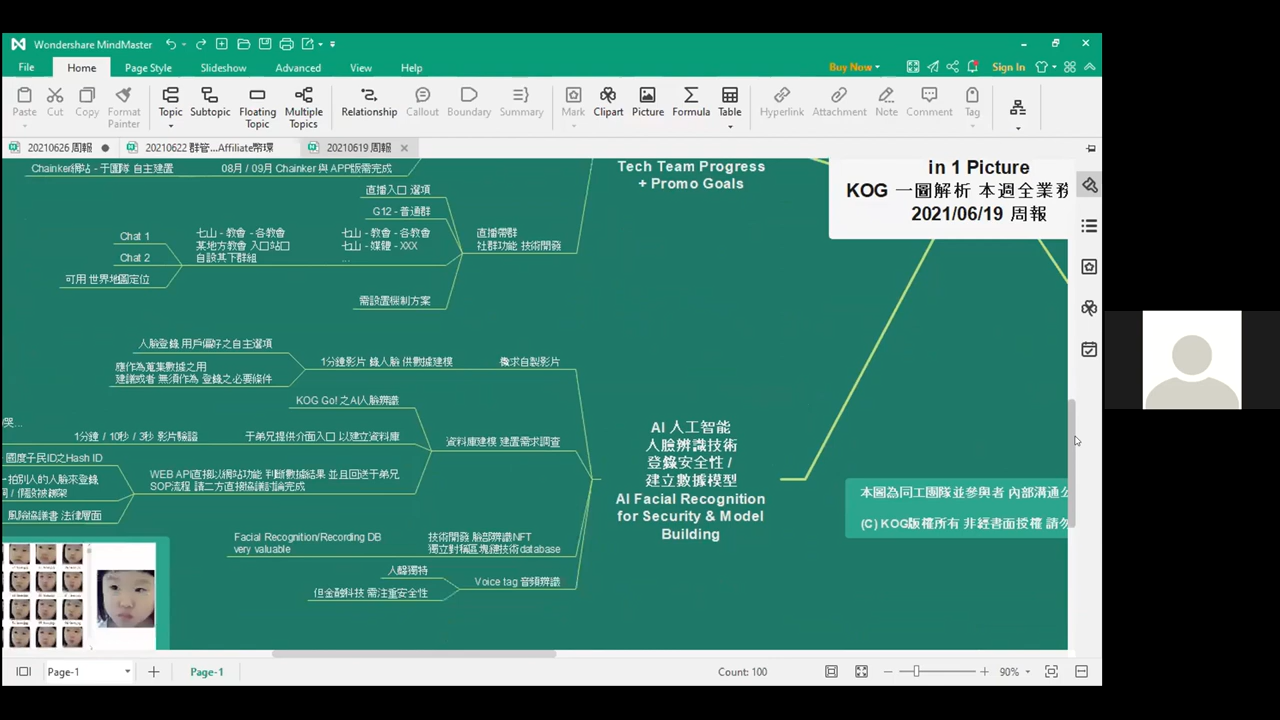 Wondershare MindMaster
File
Home
Page Style
Slideshow
Advanced
View
Help
Buy Now
Sign In
Paste
Cut
Copy
Format
Painter
Topic
Subtopic
Floating
Topic
Multiple
Topics
Relationship
Callout
Boundary
Summary
Mark
Clipart
Picture
Formula
Table
Hyperlink
Attachment
Note
Comment
Tag
20210626 周報
20210622 群管...Affiliate幣環
20210619 周報
Chainker網站 - 于團隊 自主建置
08月 / 09月 Chainker 與 APP版需完成
直播入口 選項
G12 - 普通群
Chat 1
Chat 2
可用 世界地圖定位
七山 - 教會 - 各教會
某地方教會 入口站口
自設其下群組
七山 - 教會 - 各教會
七山 - 媒體 - XXX
...
需設置機制方案
直播帶群
社群功能 技術開發
Tech Team Progress
+ Promo Goals
in 1 Picture
KOG 一圖解析 本週全業務
2021/06/19 周報
人臉登錄 用戶偏好之自主選項
應作為蒐集數據之用
建議或者 無須作為 登錄之必要條件
1分鐘影片 錄人臉 供數據建模
徵求自製影片
KOG Go! 之AI人臉辨識
哭...
1分鐘 / 10秒 / 3秒 影片驗證
于弟兄提供介面入口 以建立資料庫
資料庫建模 建置需求調查
- 國度子民ID之Hash ID
- 拍別人的人臉來登錄
/ 假設被綁架
風險協議書 法律層面
WEB API直接以網站功能 判斷數據結果 並且回送于弟兄
SOP流程 請二方直接協議討論完成
Facial Recognition/Recording DB
very valuable
技術開發 臉部辨識NFT
獨立對稱區塊鏈技術database
人聲獨特
但金融科技 需注重安全性
Voice tag 音頻辨識
AI 人工智能
人臉辨識技術
登錄安全性 /
建立數據模型
AI Facial Recognition
for Security & Model
Building
本圖為同工團隊並參與者 內部溝通
(C) KOG版權所有 非經書面授權 請勿
Page-1
Page-1
Count: 100
90%